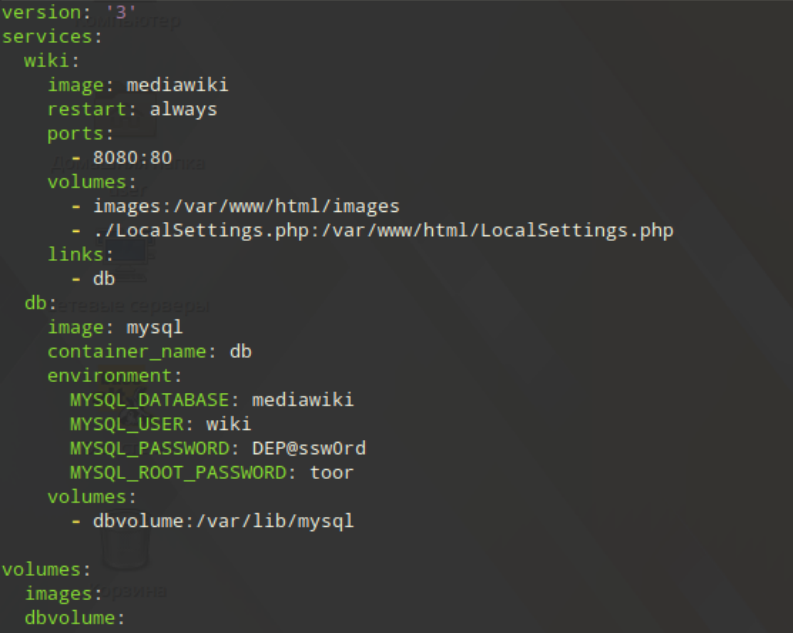 version: '3'
services:
  wiki:
    image: mediawiki
    restart: always
    ports:
      - 8080:80
    volumes:
      - images:/var/www/html/images
      - ./LocalSettings.php:/var/www/html/LocalSettings.php
    links:
      - db
  db:
    image: mysql
    container_name: db
    environment:
      MYSQL_DATABASE: mediawiki
      MYSQL_USER: wiki
      MYSQL_PASSWORD: DEP@ssw0rd
      MYSQL_ROOT_PASSWORD: toor
    volumes:
      - dbvolume:/var/lib/mysql
volumes:
  images:
  dbvolume: